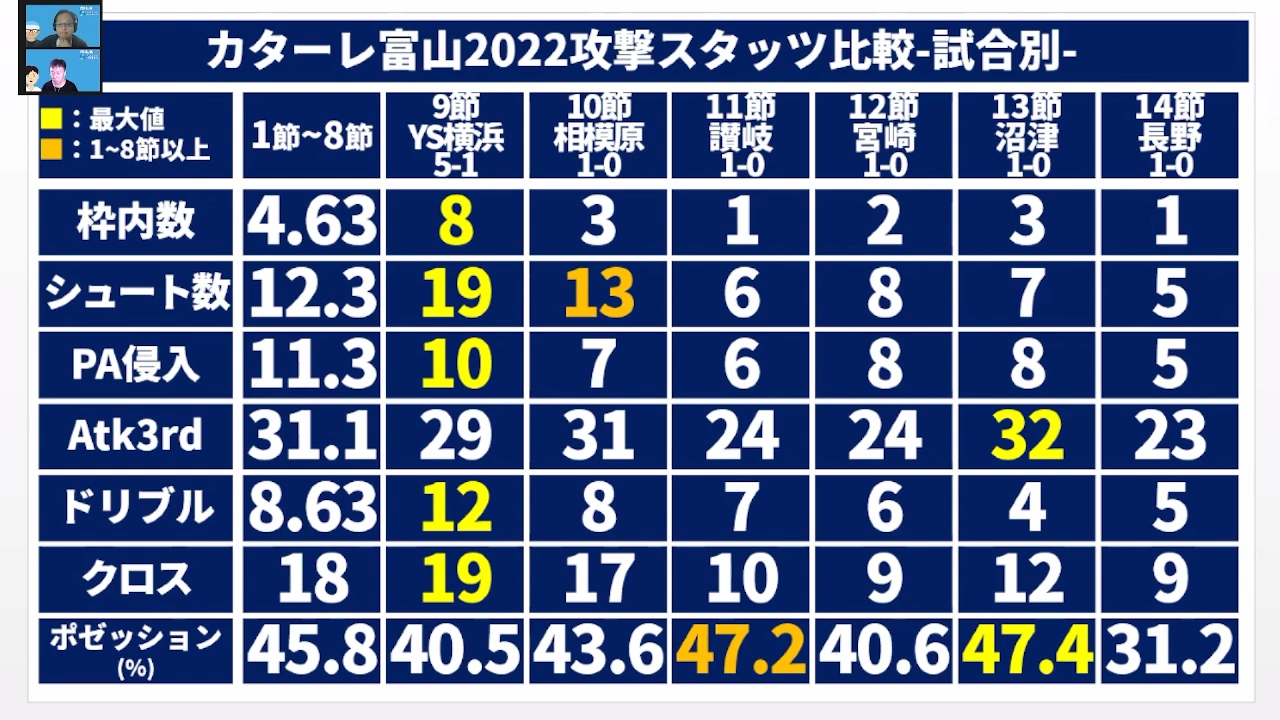 カターレ富山2022攻撃スタッツ比較-試合別-
：最大値
：1~8節以上
1節~8節
9節
YS横浜
5-1
10節
相模原
1-0
11節
讃岐
1-0
12節
宮崎
1-0
13節
沼津
1-0
14節
長野
1-0
枠内数 4.63 8 3 1 2 3 1
シュート数 12.3 19 13 6 8 7 5
PA侵入 11.3 10 7 6 8 8 5
Atk3rd 31.1 29 31 24 24 32 23
ドリブル 8.63 12 8 7 6 4 5
クロス 18 19 17 10 9 12 9
ポゼッション
(%)
45.8 40.5 43.6 47.2 40.6 47.4 31.2